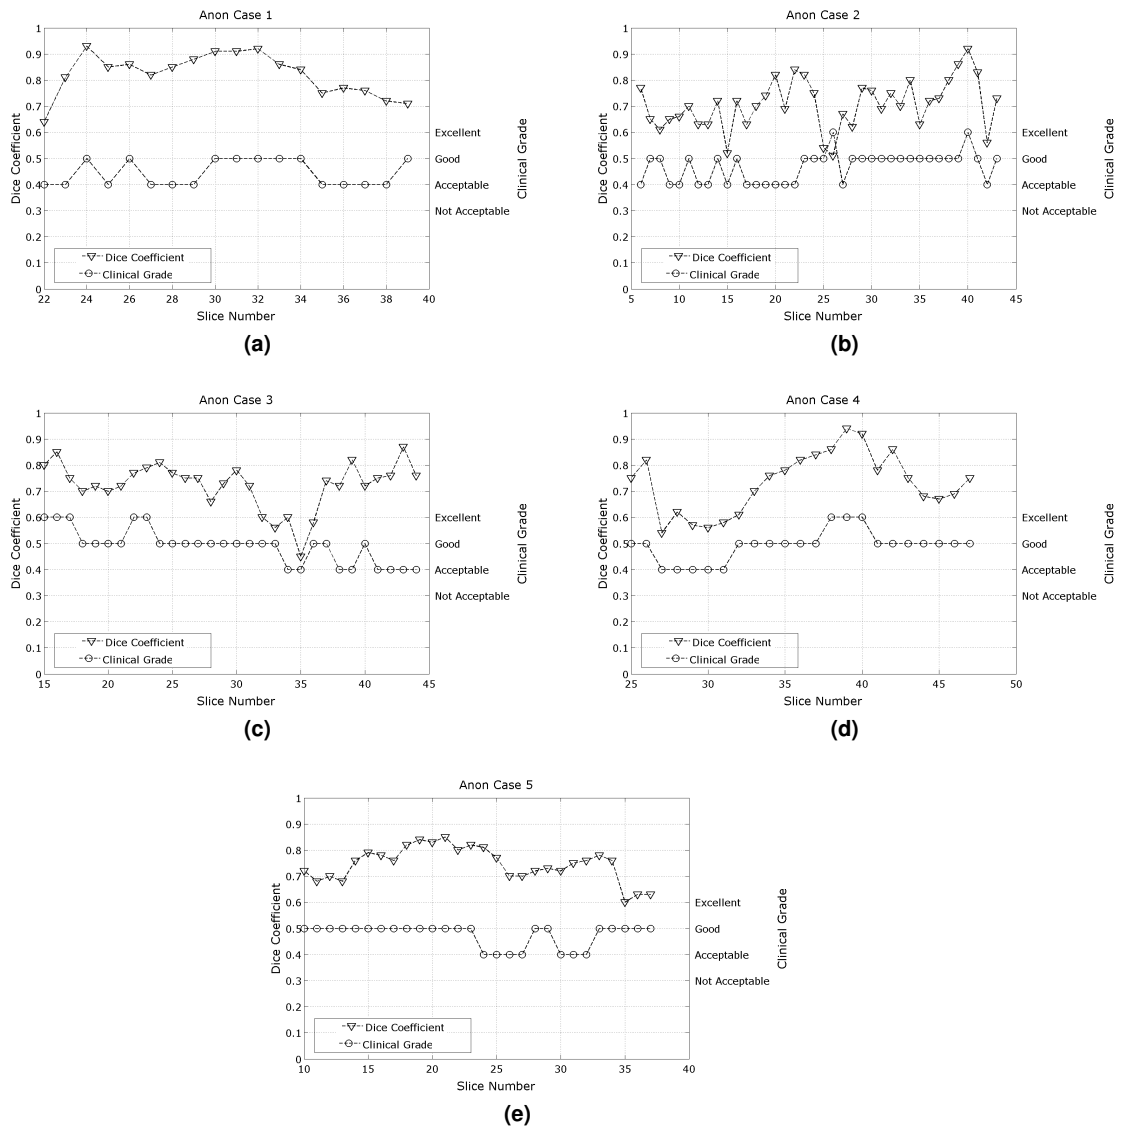 Anon Case 1
1
0.9
0.8
0.7
0.6
0.5
0.4
0.3
0.2
0.1
0
Dice Coefficient
Excellent
Good
Acceptable
Not Acceptable
Clinical Grade
Dice Coefficient
Clinical Grade
22 24 26 28 30 32 34 36 38 40
Slice Number
(a)
Anon Case 2
1
0.9
0.8
0.7
0.6
0.5
0.4
0.3
0.2
0.1
0
Dice Coefficient
Excellent
Good
Acceptable
Not Acceptable
Clinical Grade
Dice Coefficient
Clinical Grade
5 10 15 20 25 30 35 40 45
Slice Number
(b)
Anon Case 3
1
0.9
0.8
0.7
0.6
0.5
0.4
0.3
0.2
0.1
0
Dice Coefficient
Excellent
Good
Acceptable
Not Acceptable
Clinical Grade
Dice Coefficient
Clinical Grade
15 20 25 30 35 40 45
Slice Number
(c)
Anon Case 4
1
0.9
0.8
0.7
0.6
0.5
0.4
0.3
0.2
0.1
0
Dice Coefficient
Excellent
Good
Acceptable
Not Acceptable
Clinical Grade
Dice Coefficient
Clinical Grade
25 30 35 40 45 50
Slice Number
(d)
Anon Case 5
1
0.9
0.8
0.7
0.6
0.5
0.4
0.3
0.2
0.1
0
Dice Coefficient
Excellent
Good
Acceptable
Not Acceptable
Clinical Grade
Dice Coefficient
Clinical Grade
10 15 20 25 30 35 40
Slice Number
(e)